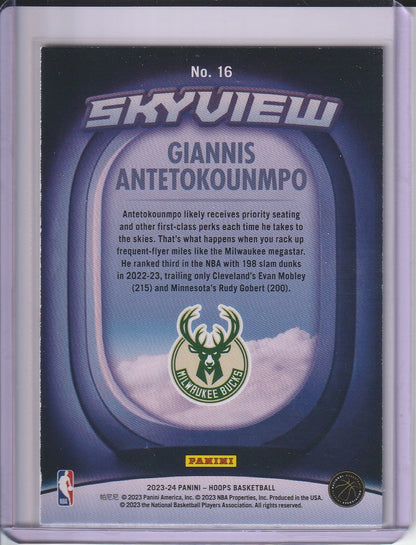 No. 16
SKYVIEW
GIANNIS
ANTETOKOUNMPO
Antetokounmpo likely receives priority seating
and other first-class perks each time he takes to
the skies. That's what happens when you rack up
frequent-flyer miles like the Milwaukee megastar.
He ranked third in the NBA with 198 slam dunks
in 2022-23, trailing only Cleveland's Evan Mobley
(215) and Minnesota's Rudy Gobert (200).
MILWAUKEE BUCKS
PANINI
2023-24 PANINI – HOOPS BASKETBALL
帕尼尼 © 2023 Panini America, Inc. © 2023 NBA Properties, Inc. Produced in the USA.
© 2023 the National Basketball Players Association. All rights reserved.
NBA